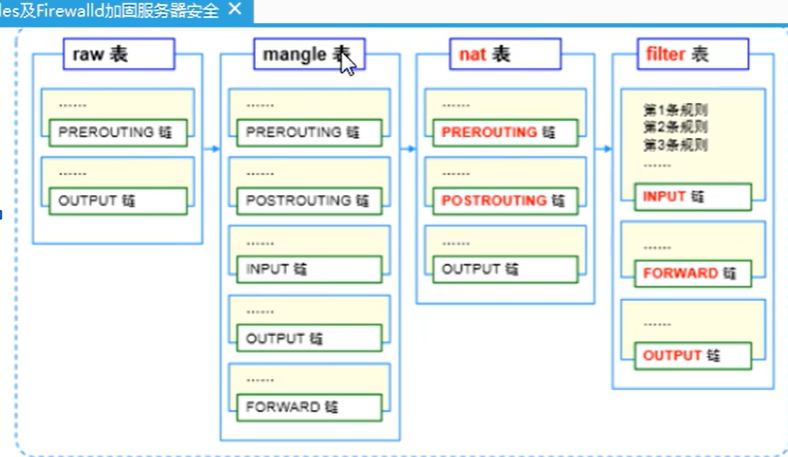 les及Firewalld加固服务器安全
raw 表
......
PREROUTING 链
......
OUTPUT 链
mangle 表
......
PREROUTING 链
......
POSTROUTING 链
......
INPUT 链
......
OUTPUT 链
......
FORWARD 链
nat 表
......
PREROUTING 链
......
POSTROUTING 链
......
OUTPUT 链
filter 表
第1条规则
第2条规则
第3条规则
......
INPUT 链
......
FORWARD 链
......
OUTPUT 链